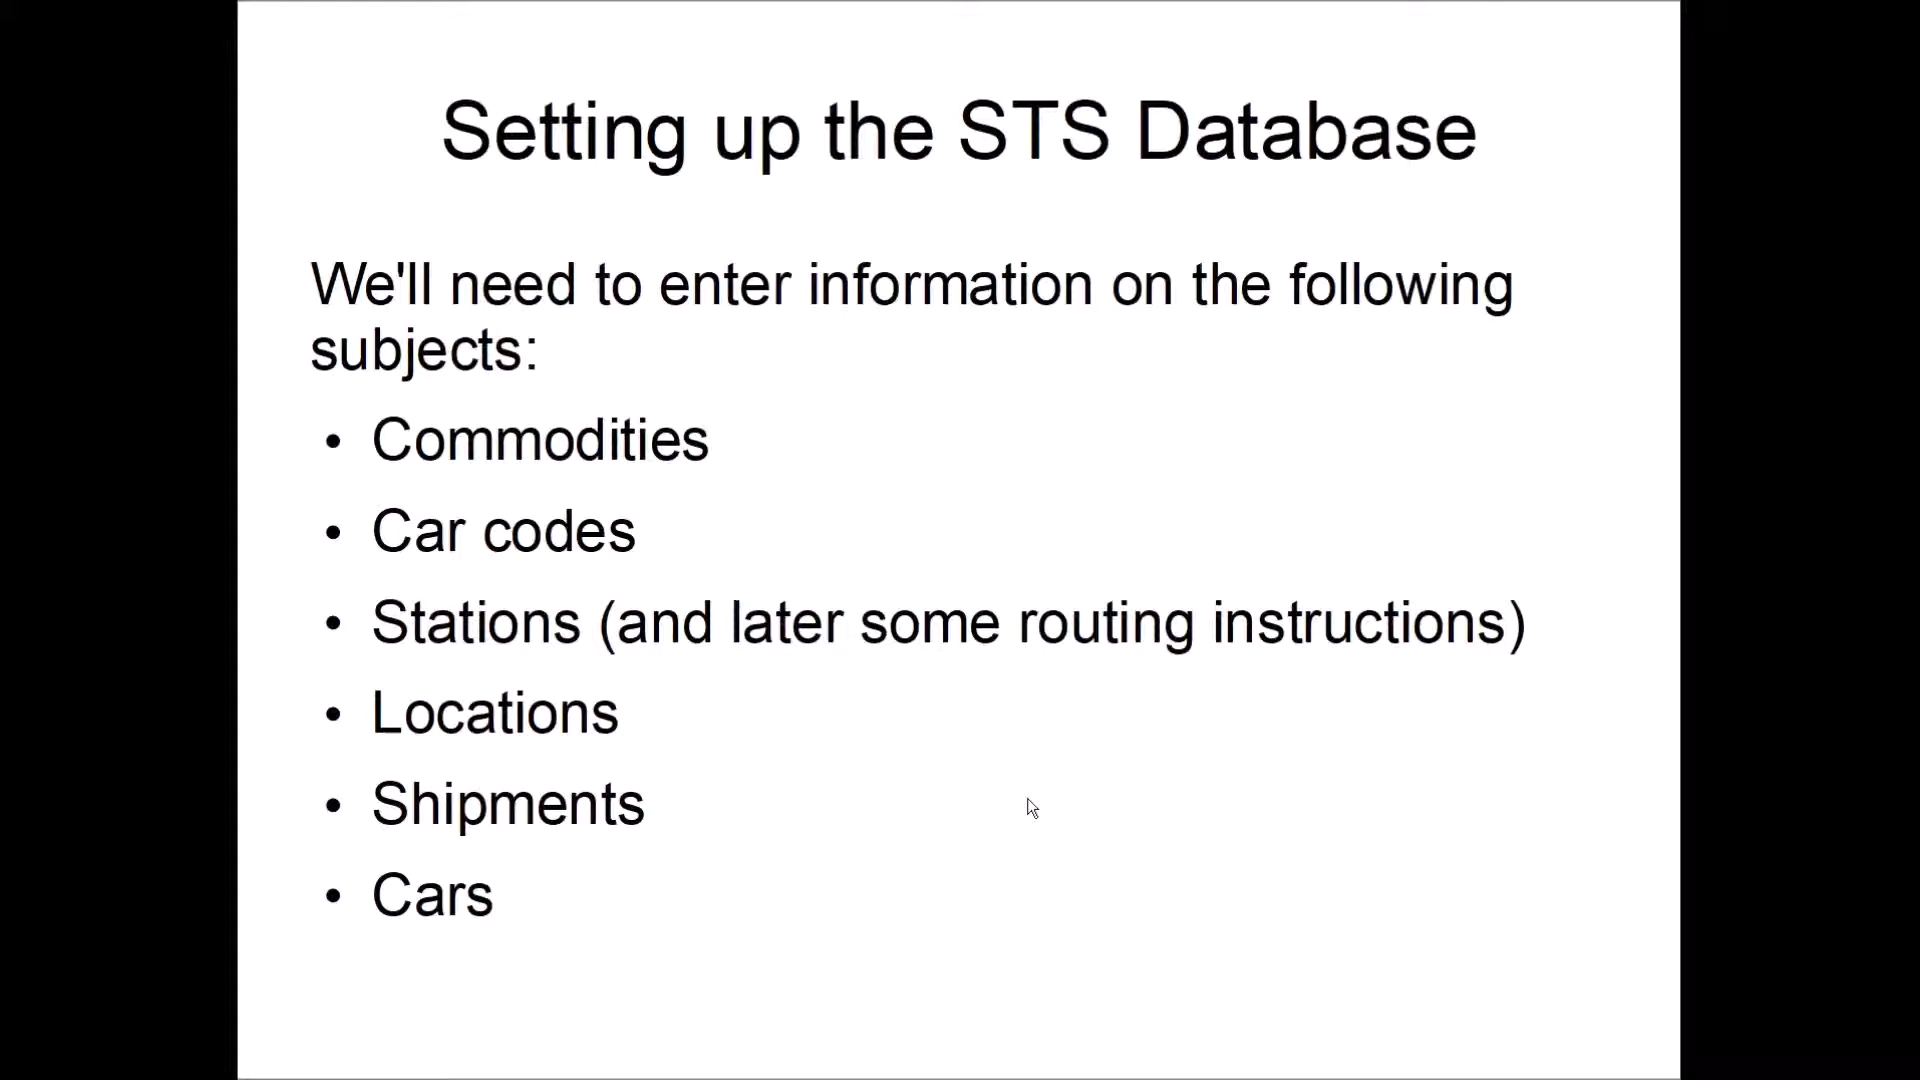 Setting up the STS Database
We'll need to enter information on the following
subjects:
• Commodities
• Car codes
• Stations (and later some routing instructions)
• Locations
• Shipments
• Cars